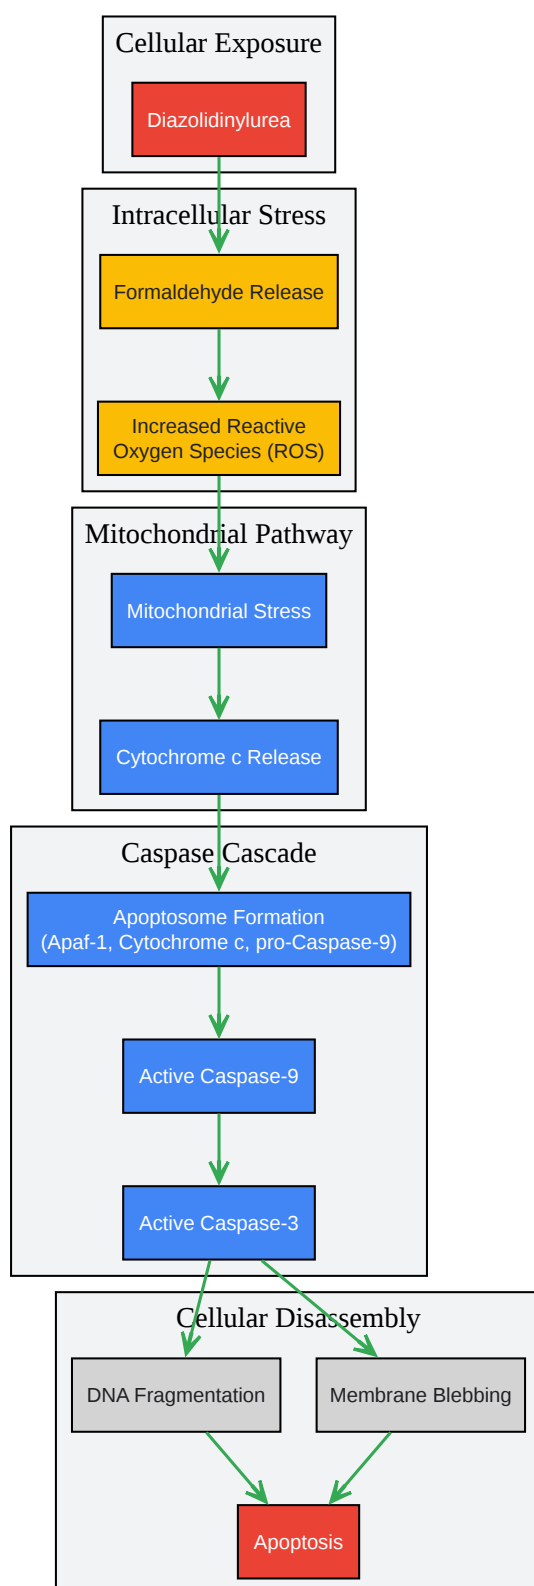 Cellular Exposure
Diazolidinylurea
Intracellular Stress
Formaldehyde Release
Increased Reactive
Oxygen Species (ROS)
Mitochondrial Pathway
Mitochondrial Stress
Cytochrome c Release
Caspase Cascade
Apoptosome Formation
(Apaf-1, Cytochrome c, pro-Caspase-9)
Active Caspase-9
Active Caspase-3
Cellular Disassembly
DNA Fragmentation
Membrane Blebbing
Apoptosis